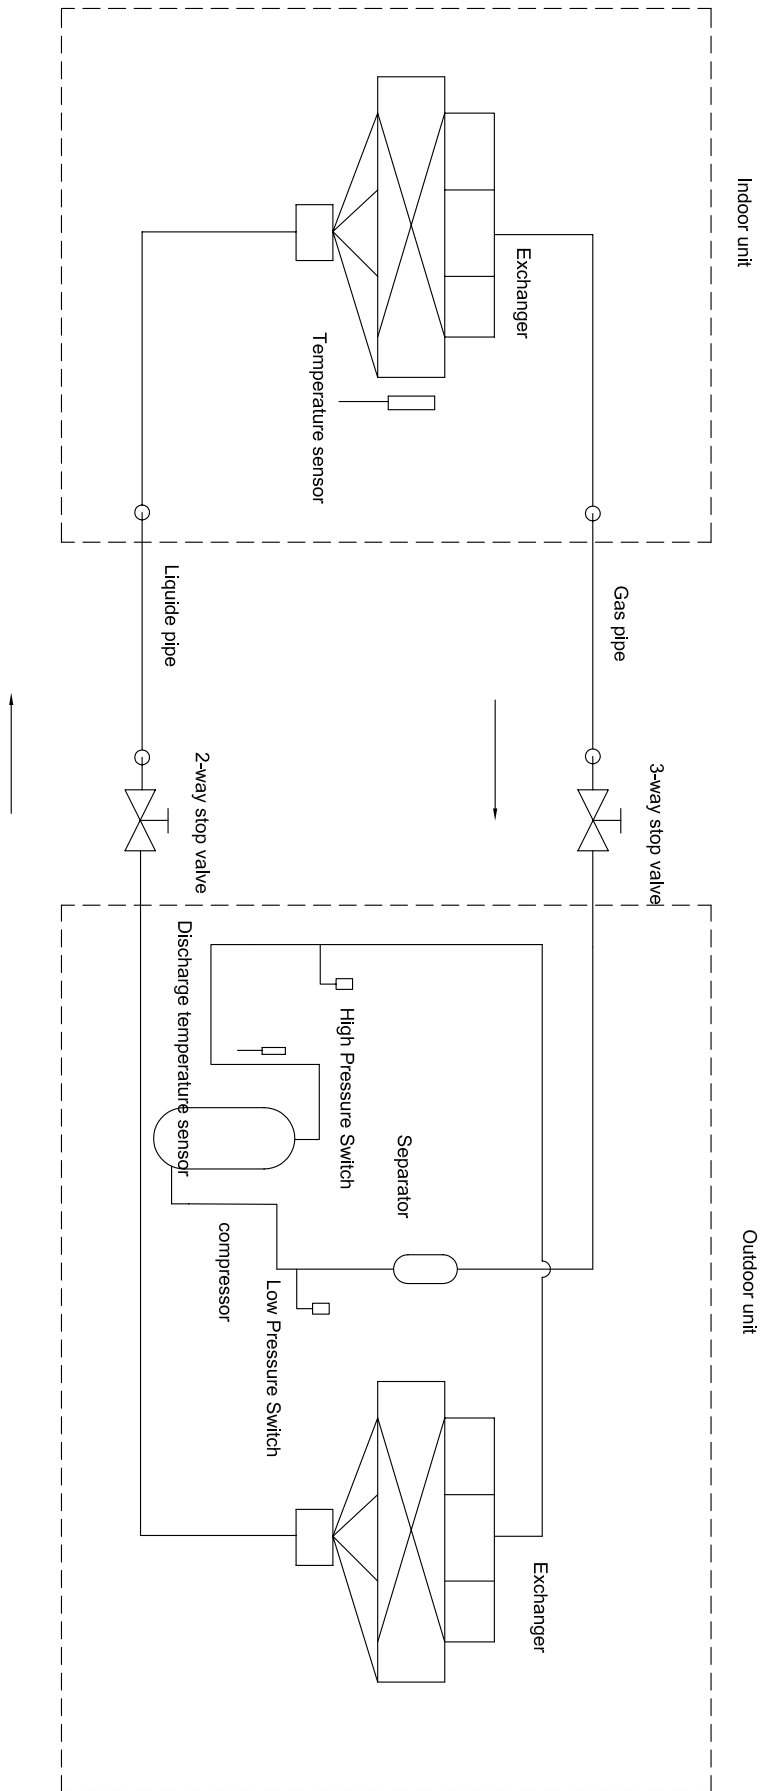 Indoor unit
Exchanger
Temperature sensor
Gas pipe
Liquide pipe
3-way stop valve
2-way stop valve
Outdoor unit
Discharge temperature sensor
High Pressure Switch
Separator
compressor
Low Pressure Switch
Exchanger